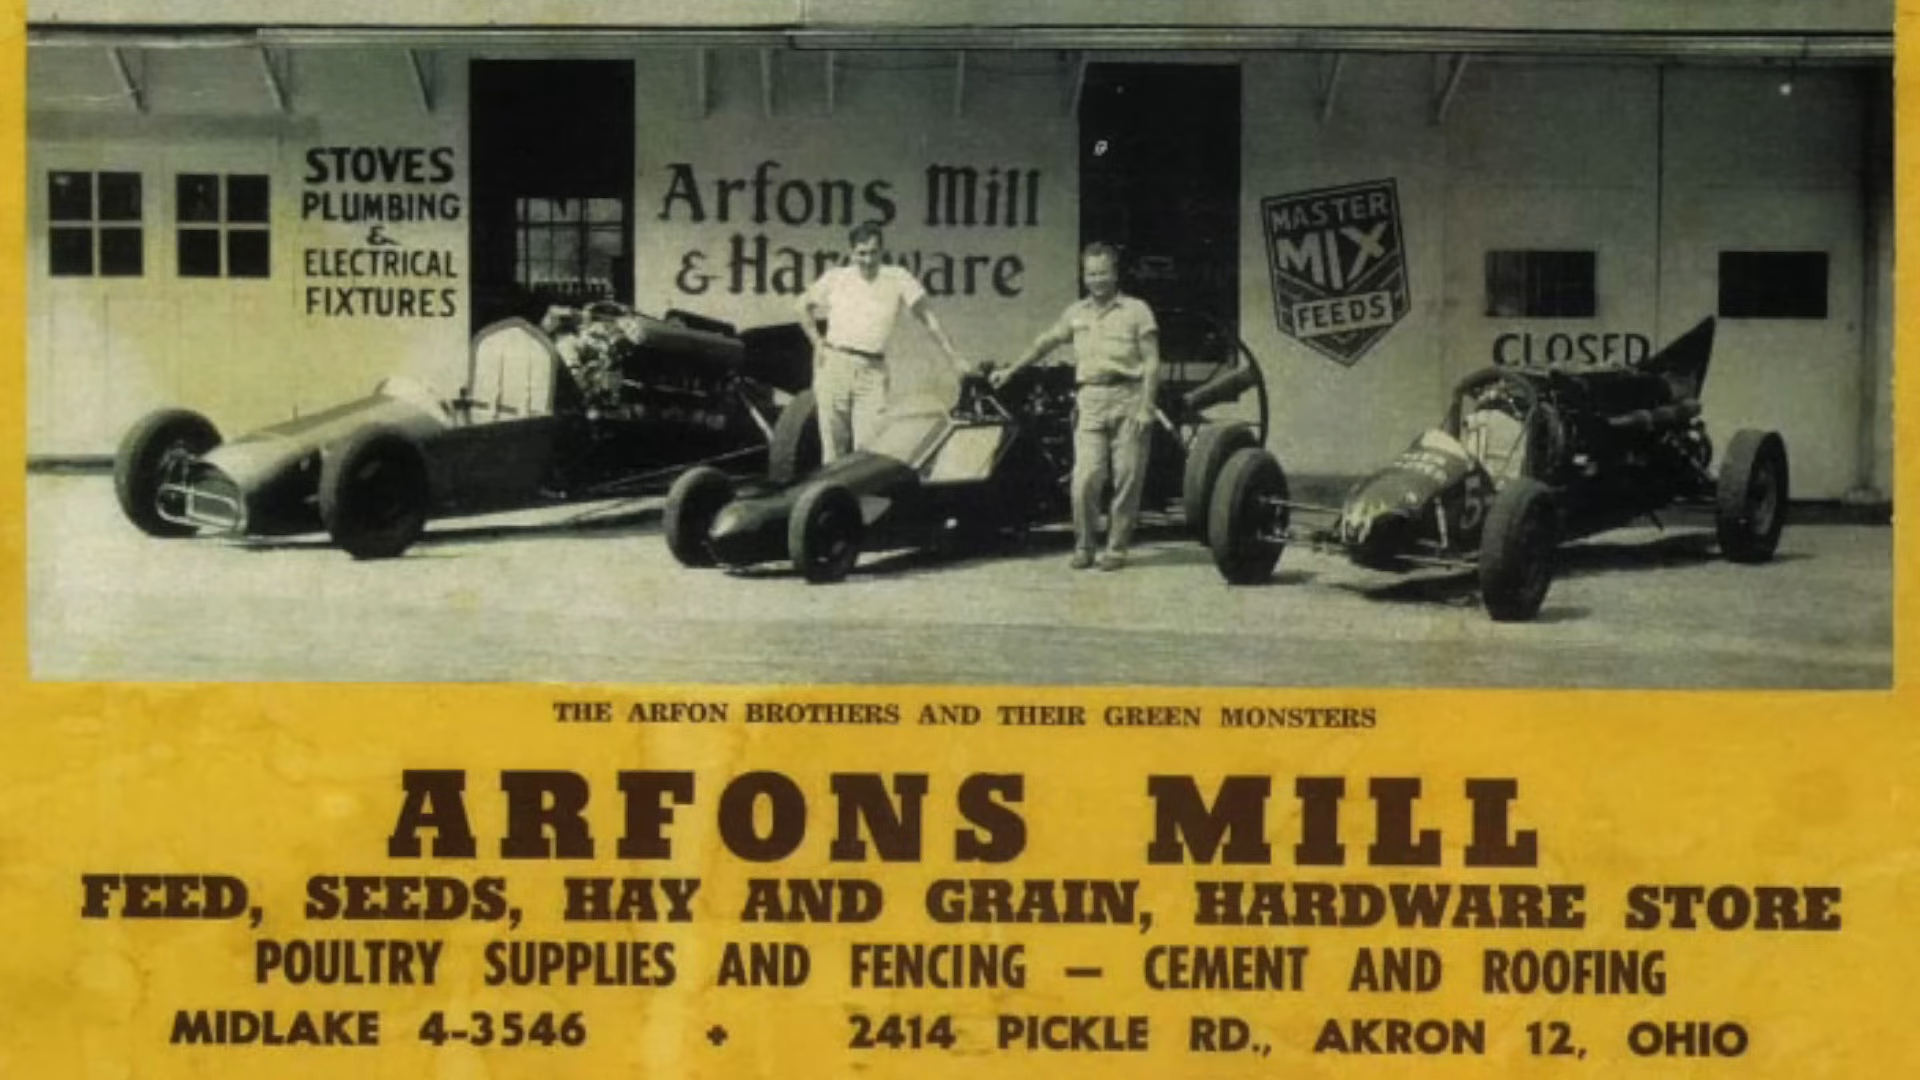 STOVES
PLUMBING
&
ELECTRICAL
FIXTURES
Arfons Mill
& Hardware
MASTER
MIX
FEEDS
CLOSED
5
THE ARFON BROTHERS AND THEIR GREEN MONSTERS
ARFONS MILL
FEED, SEEDS, HAY AND GRAIN, HARDWARE STORE
POULTRY SUPPLIES AND FENCING — CEMENT AND ROOFING
MIDLAKE 4-3546 + 2414 PICKLE RD., AKRON 12, OHIO